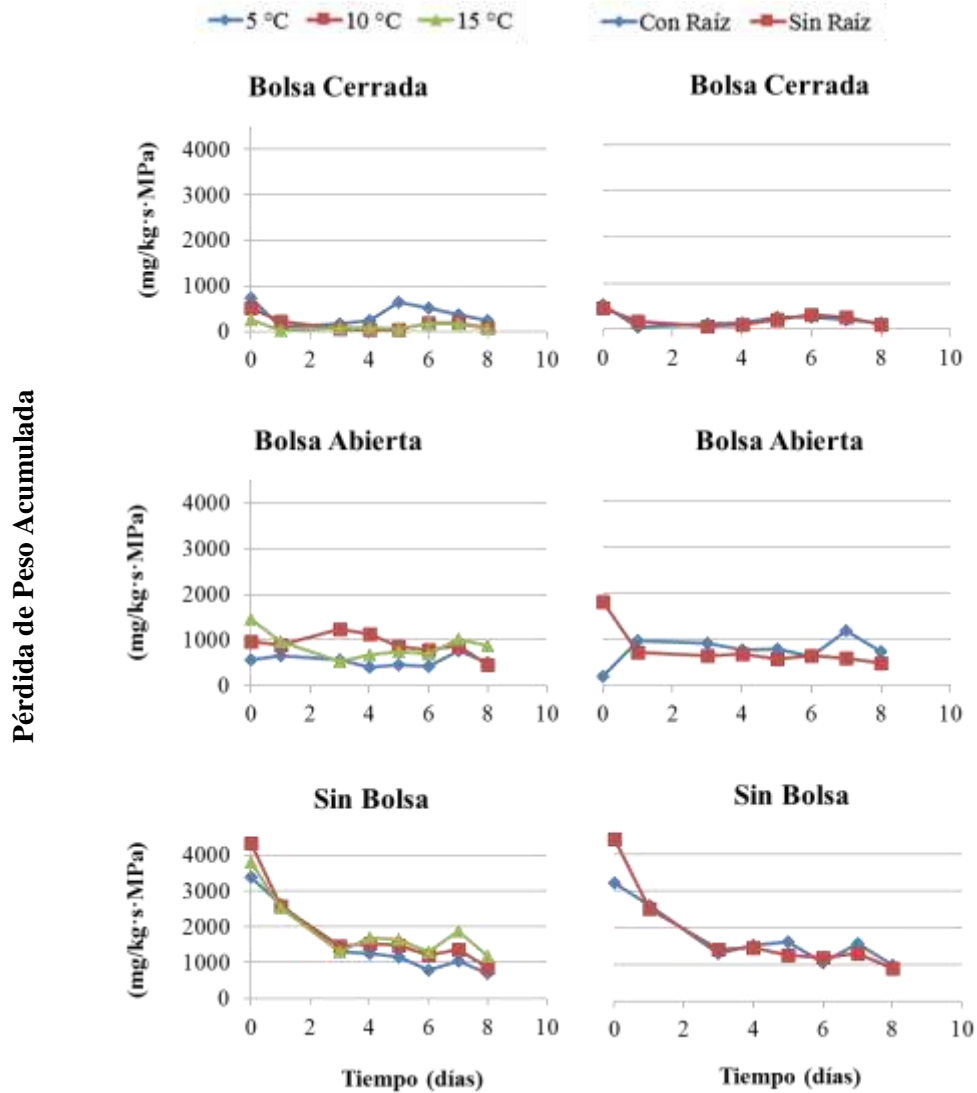 5 °C 10 °C 15 °C Con Raíz Sin Raíz
Bolsa Cerrada Bolsa Cerrada
Pérdida de Peso Acumulada
(mg/kg·s·MPa)
4000
3000
2000
1000
0
0 2 4 6 8 10 0 2 4 6 8 10
Bolsa Abierta Bolsa Abierta
(mg/kg·s·MPa)
4000
3000
2000
1000
0
0 2 4 6 8 10 0 2 4 6 8 10
Sin Bolsa Sin Bolsa
(mg/kg·s·MPa)
4000
3000
2000
1000
0
0 2 4 6 8 10 0 2 4 6 8 10
Tiempo (días) Tiempo (días)